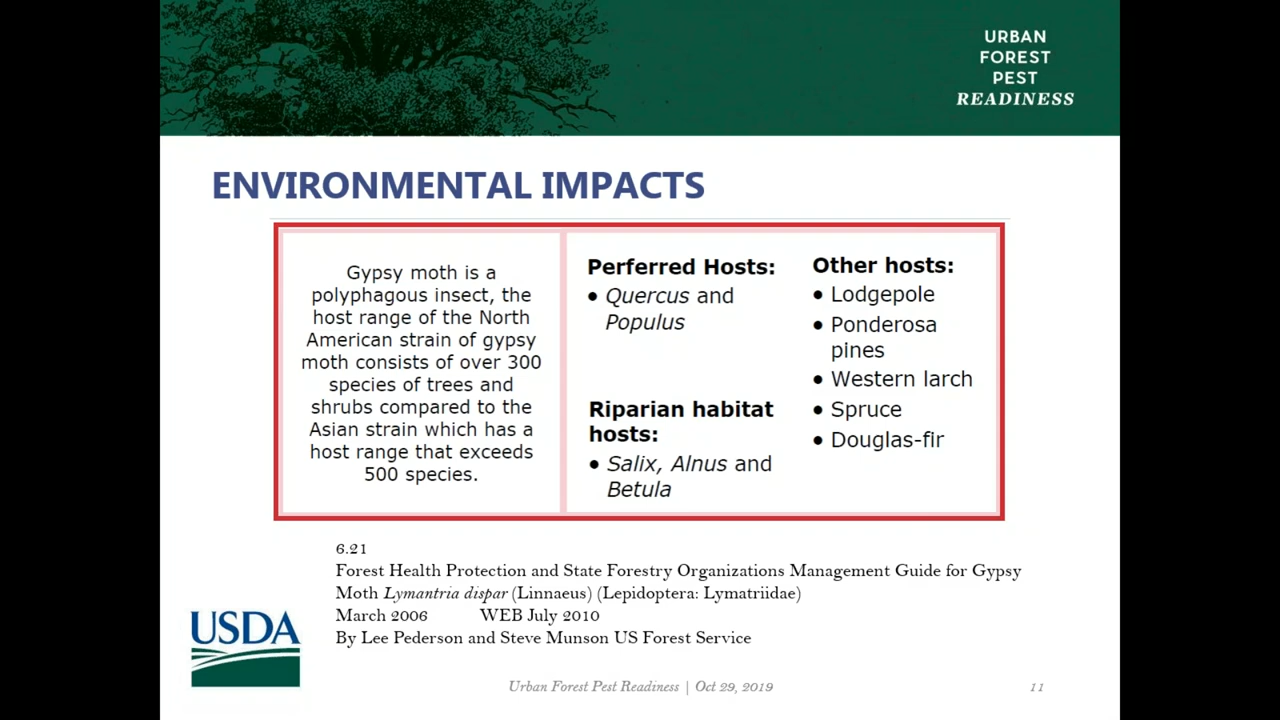 URBAN
FOREST
PEST
READINESS
ENVIRONMENTAL IMPACTS
Gypsy moth is a
polyphagous insect, the
host range of the North
American strain of gypsy
moth consists of over 300
species of trees and
shrubs compared to the
Asian strain which has a
host range that exceeds
500 species.
Perferred Hosts:
• Quercus and
Populus
Riparian habitat
hosts:
• Salix, Alnus and
Betula
Other hosts:
• Lodgepole
• Ponderosa
pines
• Western larch
• Spruce
• Douglas-fir
6.21
Forest Health Protection and State Forestry Organizations Management Guide for Gypsy
Moth Lymantria dispar (Linnaeus) (Lepidoptera: Lymatriidae)
March 2006 WEB July 2010
By Lee Pederson and Steve Munson US Forest Service
USDA
Urban Forest Pest Readiness | Oct 29, 2019
11